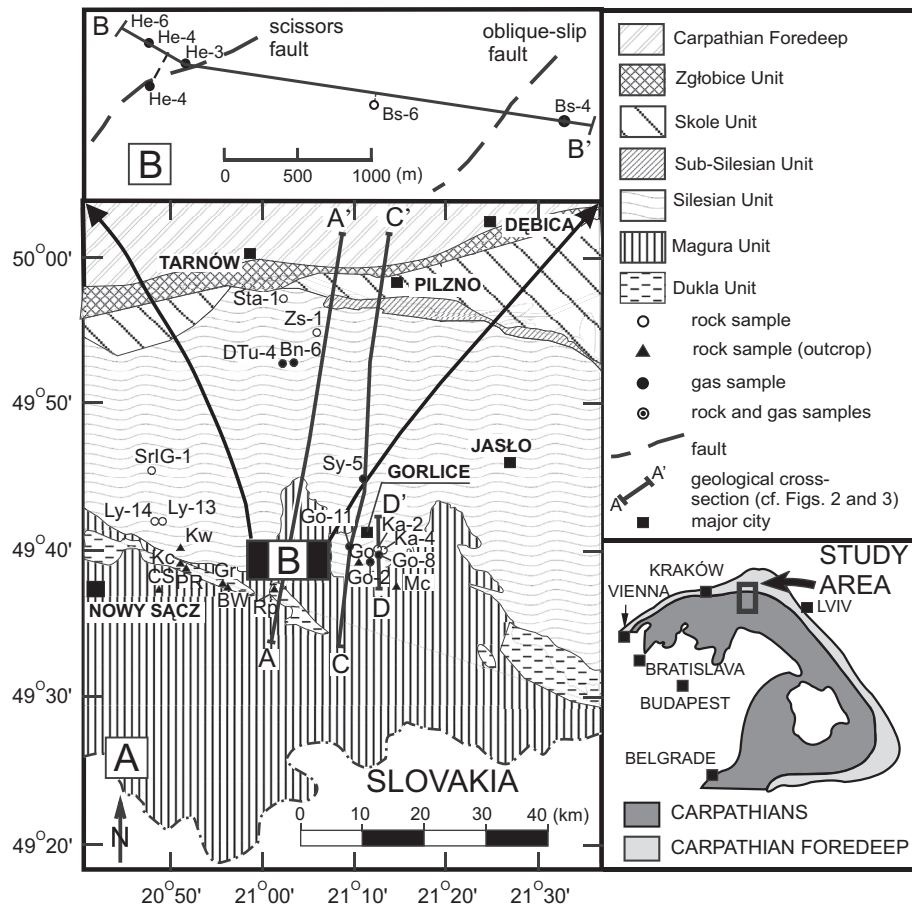 B
He-6
He-4
He-3
scissors
fault
oblique-slip
fault
He-4
Bs-6
Bs-4
B'
B
0 500 1000 (m)
A'
C'
DĘBICA
TARNÓW
PILZNO
Sta-1
Zs-1
DTu-4
Bn-6
JASŁO
SrIG-1
Sy-5
GORLICE
Ly-14
Ly-13
Go-11
D'
Ka-2
Kw
Ka-4
B
Go
Go-8
Kc
Gr
Go-2
CS
PR
Mc
BW
Rp
D
NOWY SĄCZ
A
C
A
SLOVAKIA
N
0 10 20 30 40 (km)
50°00'
49°50'
49°40'
49°30'
49°20'
20°50'
21°00'
21°10'
21°20'
21°30'
Carpathian Foredeep
Zgłobice Unit
Skole Unit
Sub-Silesian Unit
Silesian Unit
Magura Unit
Dukla Unit
rock sample
rock sample (outcrop)
gas sample
rock and gas samples
fault
A
A'
geological cross-
section (cf. Figs. 2 and 3)
major city
STUDY
AREA
KRAKÓW
VIENNA
LVIV
BRATISLAVA
BUDAPEST
BELGRADE
CARPATHIANS
CARPATHIAN FOREDEEP